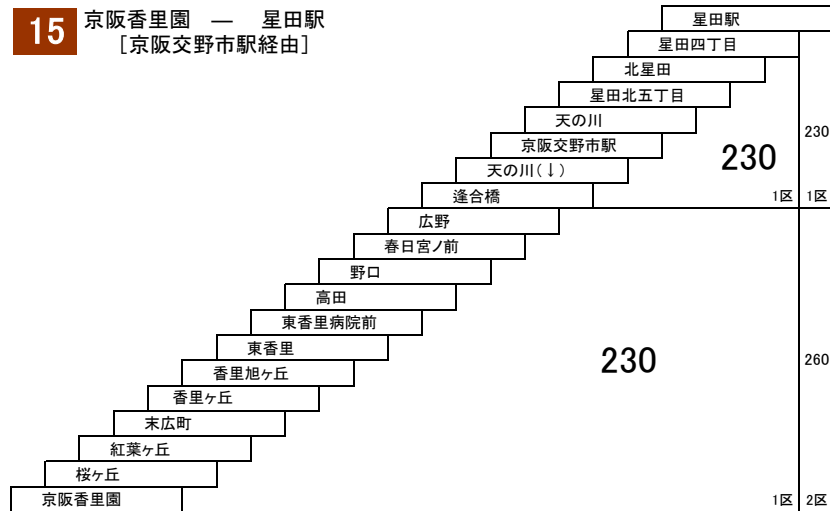 15 京阪香里園 ― 星田駅
[京阪交野市駅経由]
星田駅
星田四丁目
北星田
星田北五丁目
天の川
230
京阪交野市駅
230
天の川(↓)
逢合橋
1区 1区
広野
春日宮ノ前
野口
高田
東香里病院前
東香里
230
260
香里旭ヶ丘
香里ヶ丘
末広町
紅葉ヶ丘
桜ヶ丘
京阪香里園
1区 2区